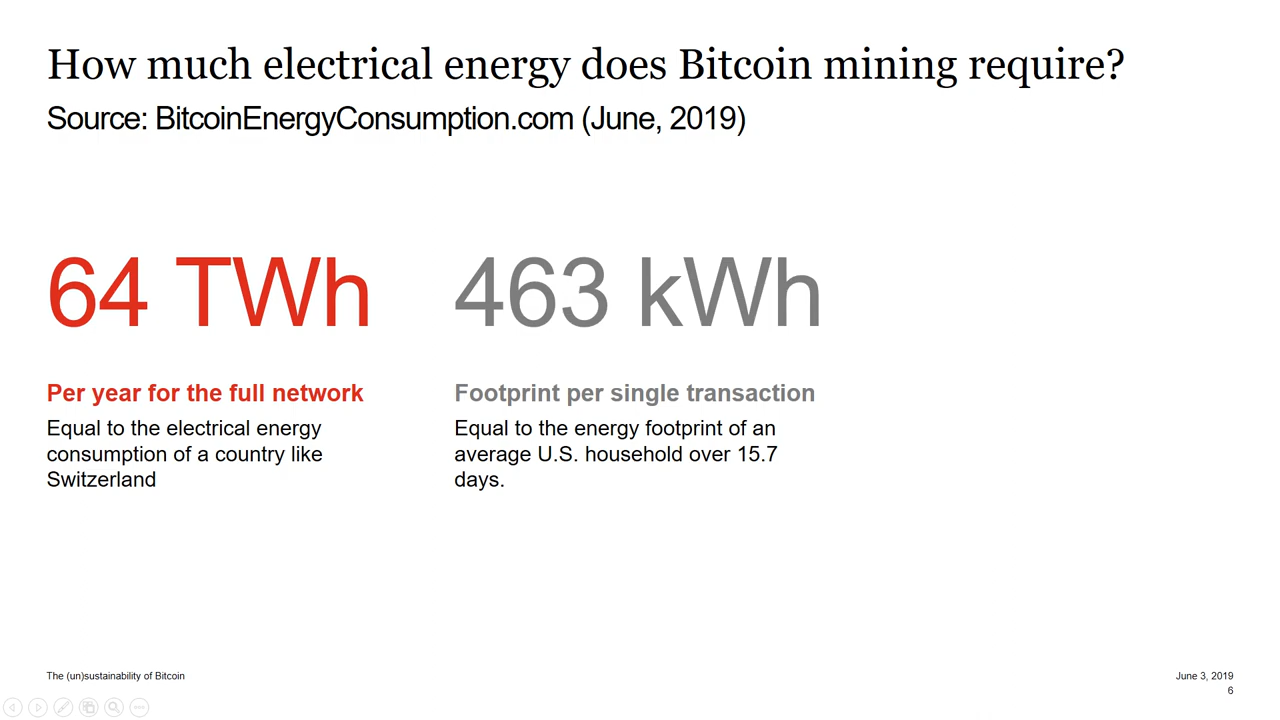 How much electrical energy does Bitcoin mining require?
Source: BitcoinEnergyConsumption.com (June, 2019)
64 TWh
Per year for the full network
Equal to the electrical energy
consumption of a country like
Switzerland
463 kWh
Footprint per single transaction
Equal to the energy footprint of an
average U.S. household over 15.7
days.
The (un)sustainability of Bitcoin
June 3, 2019
6